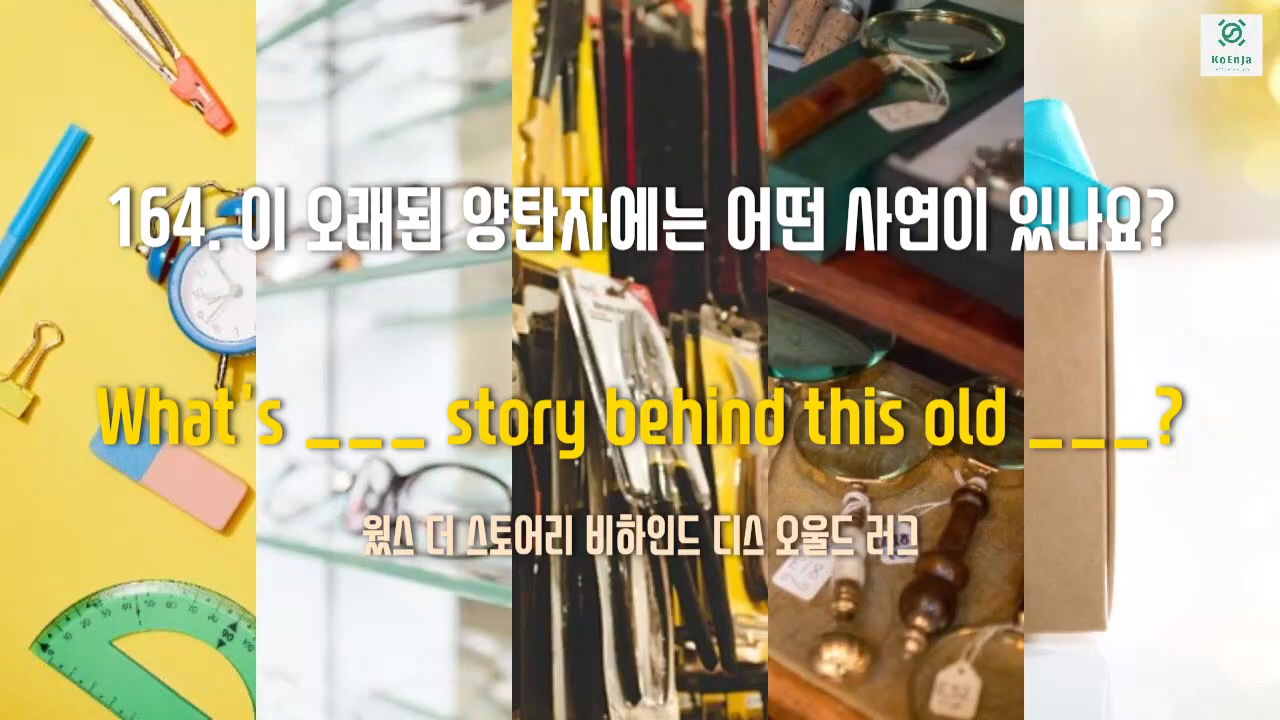 KoEnJa
164. 이 오래된 양탄자에는 어떤 사연이 있나요?
What's ___ story behind this old ___?
웠스 더 스토어리 비하인드 디스 오울드 러그